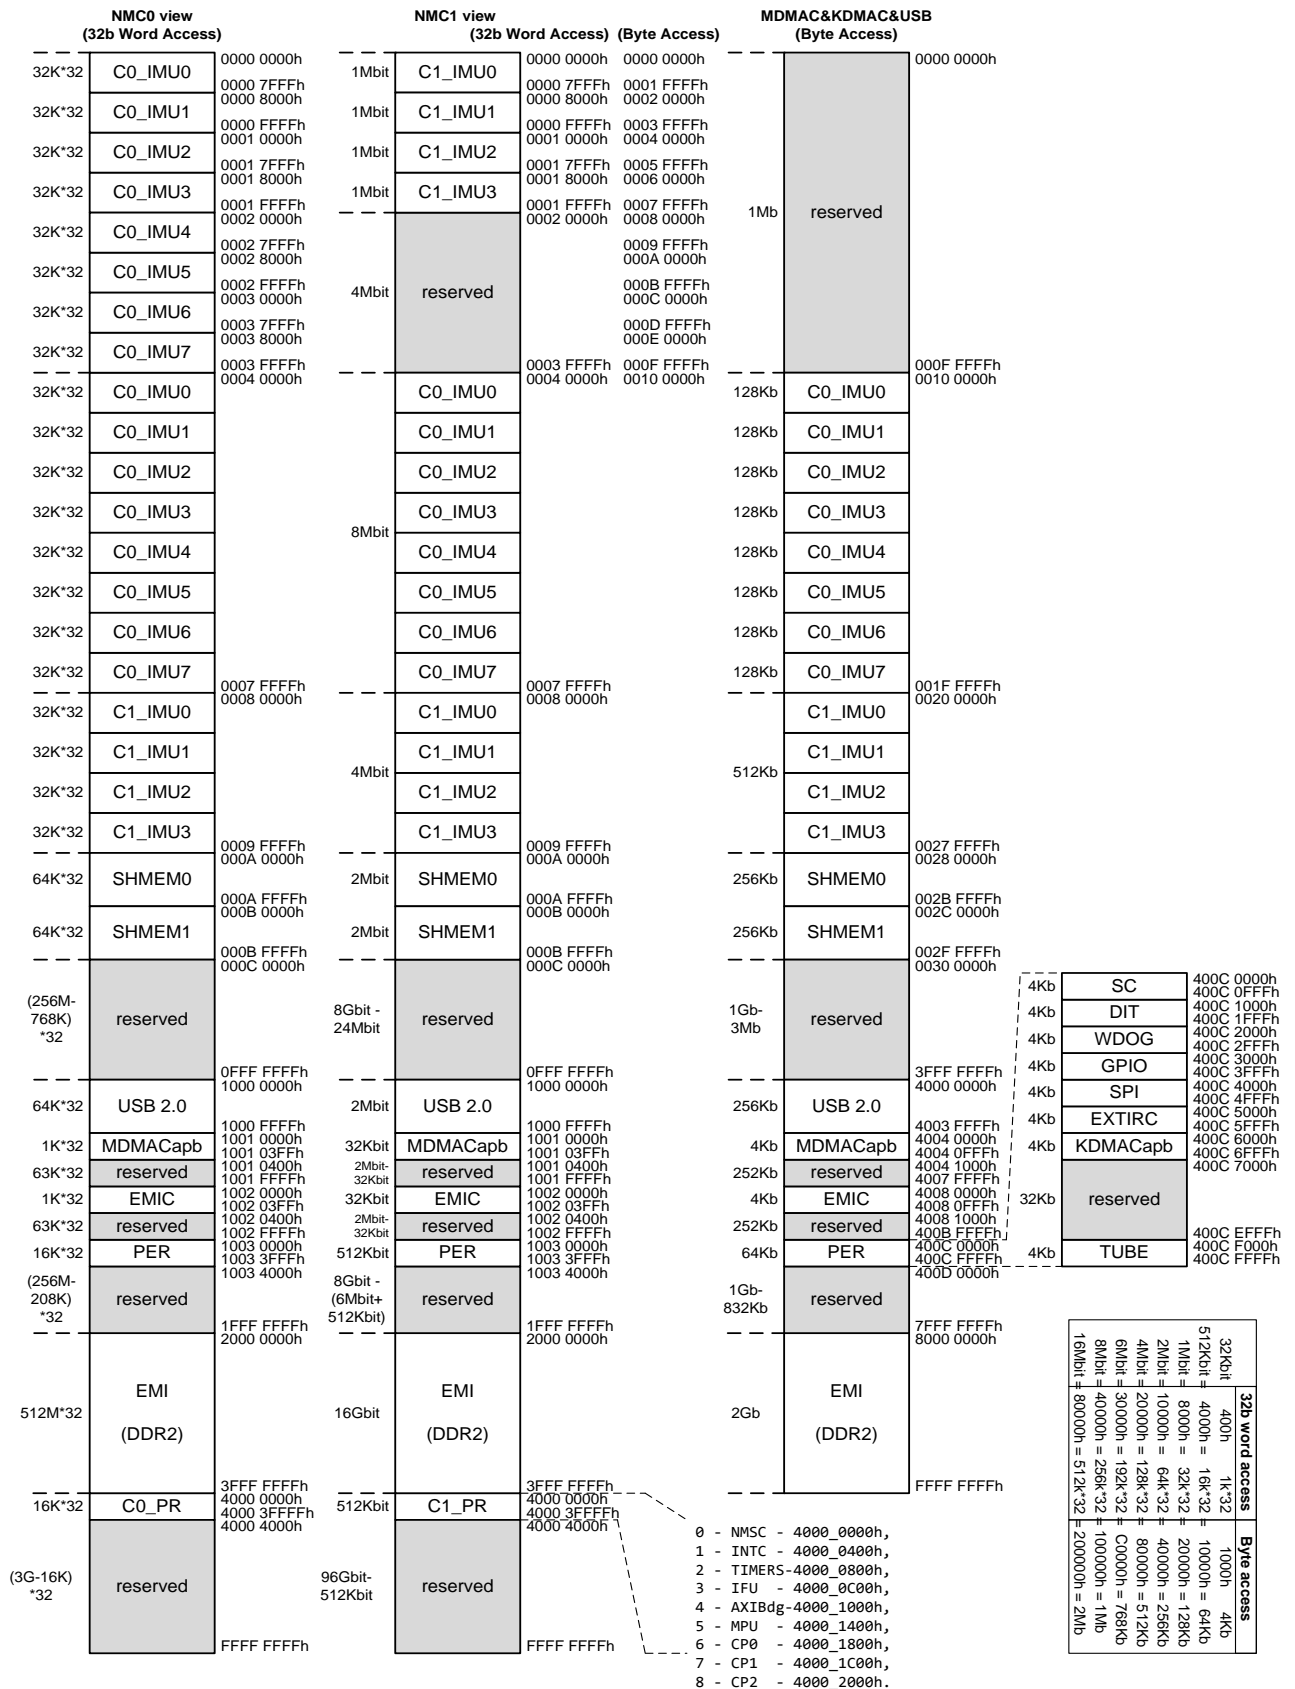 NMC0 view
(32b Word Access)
32K*32 C0_IMU0 0000 0000h
0000 7FFFh
32K*32 C0_IMU1 0000 8000h
0000 FFFFh
32K*32 C0_IMU2 0001 0000h
0001 7FFFh
32K*32 C0_IMU3 0001 8000h
0001 FFFFh
32K*32 C0_IMU4 0002 0000h
0002 7FFFh
32K*32 C0_IMU5 0002 8000h
0002 FFFFh
32K*32 C0_IMU6 0003 0000h
0003 7FFFh
32K*32 C0_IMU7 0003 8000h
0003 FFFFh
32K*32 C0_IMU0 0004 0000h
32K*32 C0_IMU1
32K*32 C0_IMU2
32K*32 C0_IMU3
32K*32 C0_IMU4
32K*32 C0_IMU5
32K*32 C0_IMU6
32K*32 C0_IMU7
0007 FFFFh
32K*32 C1_IMU0 0008 0000h
32K*32 C1_IMU1
32K*32 C1_IMU2
32K*32 C1_IMU3
0009 FFFFh
64K*32 SHMEM0 000A 0000h
000A FFFFh
64K*32 SHMEM1 000B 0000h
000B FFFFh
000C 0000h
(256M-
768K)
*32
reserved
0FFF FFFFh
64K*32 USB 2.0 1000 0000h
1000 FFFFh
1K*32 MDMACapb 1001 0000h
1001 03FFh
63K*32 reserved 1001 0400h
1001 FFFFh
1K*32 EMIC 1002 0000h
1002 03FFh
63K*32 reserved 1002 0400h
1002 FFFFh
16K*32 PER 1003 0000h
1003 3FFFh
1003 4000h
(256M-
208K)
*32
reserved
1FFF FFFFh
2000 0000h
512M*32
EMI
(DDR2)
3FFF FFFFh
16K*32 C0_PR 4000 0000h
4000 3FFFFh
4000 4000h
(3G-16K)
*32
reserved
FFFF FFFFh
NMC1 view
(32b Word Access) (Byte Access)
1Mbit C1_IMU0 0000 0000h 0000 0000h
0000 7FFFh 0001 FFFFh
1Mbit C1_IMU1 0000 8000h 0002 0000h
0000 FFFFh 0003 FFFFh
1Mbit C1_IMU2 0001 0000h 0004 0000h
0001 7FFFh 0005 FFFFh
1Mbit C1_IMU3 0001 8000h 0006 0000h
0001 FFFFh 0007 FFFFh
0002 0000h 0008 0000h
0009 FFFFh
000A 0000h
4Mbit reserved
000B FFFFh
000C 0000h
000D FFFFh
000E 0000h
0003 FFFFh 000F FFFFh
0004 0000h 0010 0000h
8Mbit
C0_IMU0
C0_IMU1
C0_IMU2
C0_IMU3
C0_IMU4
C0_IMU5
C0_IMU6
C0_IMU7
0007 FFFFh
0008 0000h
4Mbit
C1_IMU0
C1_IMU1
C1_IMU2
C1_IMU3
0009 FFFFh
2Mbit SHMEM0 000A 0000h
000A FFFFh
2Mbit SHMEM1 000B 0000h
000B FFFFh
000C 0000h
8Gbit -
24Mbit
reserved
0FFF FFFFh
2Mbit USB 2.0 1000 0000h
1000 FFFFh
32Kbit MDMACapb 1001 0000h
1001 03FFh
2Mbit-
32Kbit
reserved 1001 0400h
1001 FFFFh
32Kbit EMIC 1002 0000h
1002 03FFh
2Mbit-
32Kbit
reserved 1002 0400h
1002 FFFFh
512Kbit PER 1003 0000h
1003 3FFFh
1003 4000h
8Gbit -
(6Mbit+
512Kbit)
reserved
1FFF FFFFh
2000 0000h
16Gbit
EMI
(DDR2)
3FFF FFFFh
512Kbit C1_PR 4000 0000h
4000 3FFFFh
4000 4000h
96Gbit-
512Kbit
reserved
FFFF FFFFh
0 - NMSC - 4000_0000h,
1 - INTC - 4000_0400h,
2 - TIMERS-4000_0800h,
3 - IFU - 4000_0C00h,
4 - AXIBdg-4000_1000h,
5 - MPU - 4000_1400h,
6 - CP0 - 4000_1800h,
7 - CP1 - 4000_1C00h,
8 - CP2 - 4000_2000h.
MDMAC&KDMAC&USB
(Byte Access)
0000 0000h
1Mb reserved
000F FFFFh
128Kb C0_IMU0 0010 0000h
128Kb C0_IMU1
128Kb C0_IMU2
128Kb C0_IMU3
128Kb C0_IMU4
128Kb C0_IMU5
128Kb C0_IMU6
128Kb C0_IMU7
001F FFFFh
0020 0000h
512Kb
C1_IMU0
C1_IMU1
C1_IMU2
C1_IMU3
0027 FFFFh
256Kb SHMEM0 0028 0000h
002B FFFFh
256Kb SHMEM1 002C 0000h
002F FFFFh
0030 0000h
1Gb-
3Mb
reserved
3FFF FFFFh
256Kb USB 2.0 4000 0000h
4003 FFFFh
4Kb MDMACapb 4004 0000h
4004 0FFFh
252Kb reserved 4004 1000h
4007 FFFFh
4Kb EMIC 4008 0000h
4008 0FFFh
252Kb reserved 4008 1000h
400B FFFFh
64Kb PER 400C 0000h
400C FFFFh
400D 0000h
1Gb-
832Kb
reserved
7FFF FFFFh
8000 0000h
2Gb
EMI
(DDR2)
FFFF FFFFh
4Kb SC 400C 0000h
400C 0FFFh
4Kb DIT 400C 1000h
400C 1FFFh
4Kb WDOG 400C 2000h
400C 2FFFh
4Kb GPIO 400C 3000h
400C 3FFFh
4Kb SPI 400C 4000h
400C 4FFFh
4Kb EXTIRC 400C 5000h
400C 5FFFh
4Kb KDMACapb 400C 6000h
400C 6FFFh
400C 7000h
32Kb reserved
400C EFFFh
4Kb TUBE 400C F000h
400C FFFFh
32b word access Byte access
32Kbit 400h 1k*32 1000h 4Kb
512Kbit = 4000h = 16k*32 = 10000h = 64Kb
1Mbit = 8000h = 32k*32 = 20000h = 128Kb
2Mbit = 10000h = 64k*32 = 40000h = 256Kb
4Mbit = 20000h = 128k*32 = 80000h = 512Kb
6Mbit = 30000h = 192k*32 = C0000h = 768Kb
8Mbit = 40000h = 256k*32 = 100000h = 1Mb
16Mbit = 80000h = 512k*32 = 200000h = 2Mb